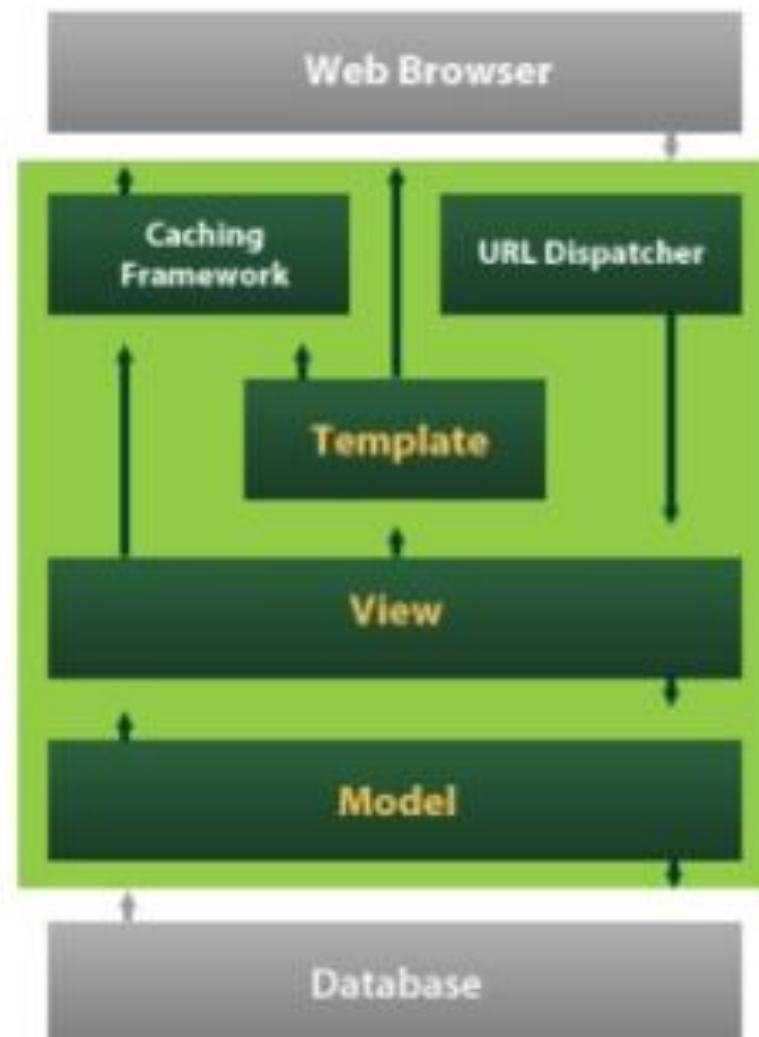 Web Browser
Caching
Framework
URL Dispatcher
Template
View
Model
Database